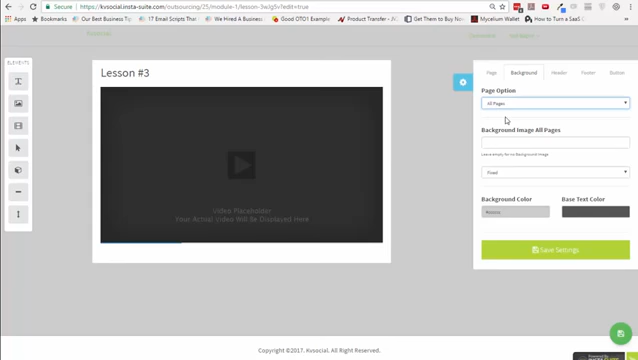 Secure | https://kvsocial.insta-suite.com/outsourcing/25/module-1/lesson-3wJgSv?edit=true
Apps
Bookmarks
Our Best Business Tip
17 Email Scripts That
We Hired A Business
Good OTO1 Example
Product Transfer
Get Them to Buy Now
Mycelium Wallet
How to Turn a SaaS
ELEMENTS
Lesson #3
Video Placeholder
Your Actual Video Will Be Displayed Here
Page
Background
Header
Footer
Button
Page Option
All Pages
Background Image All Pages
Leave empty for no Background Image
Fixed
Background Color
Base Text Color
Save Settings
Copyright ©2017. KvSocial. All Right Reserved.